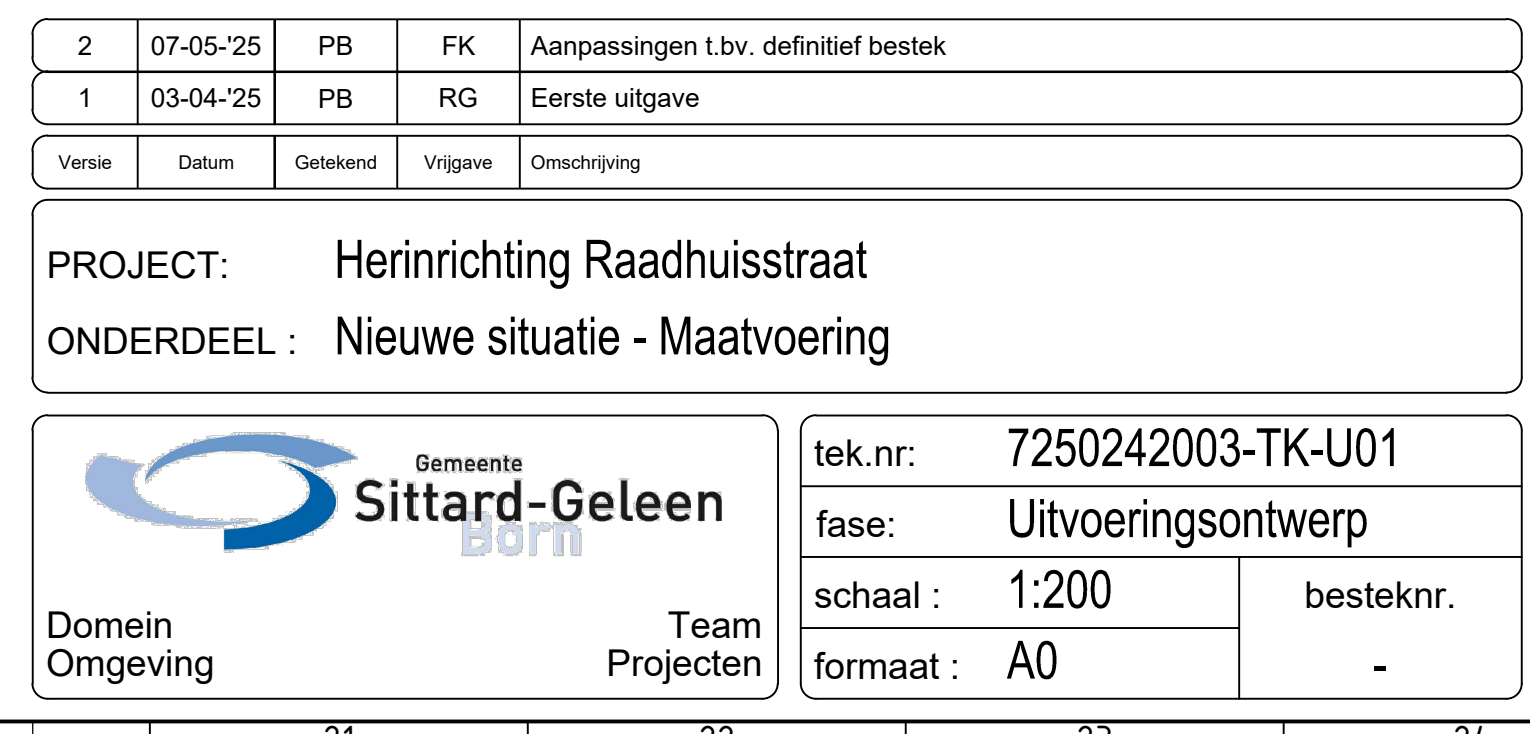 2 07-05-'25 PB FK Aanpassingen t.bv. definitief bestek
1 03-04-'25 PB RG Eerste uitgave
Versie Datum Getekend Vrijgave Omschrijving
PROJECT: Herinrichting Raadhuisstraat
ONDERDEEL : Nieuwe situatie - Maatvoering
Gemeente
Sittard-Geleen
Born
Domein
Omgeving
Team
Projecten
tek.nr: 7250242003-TK-U01
fase: Uitvoeringsontwerp
schaal : 1:200
formaat : A0
besteknr.
-